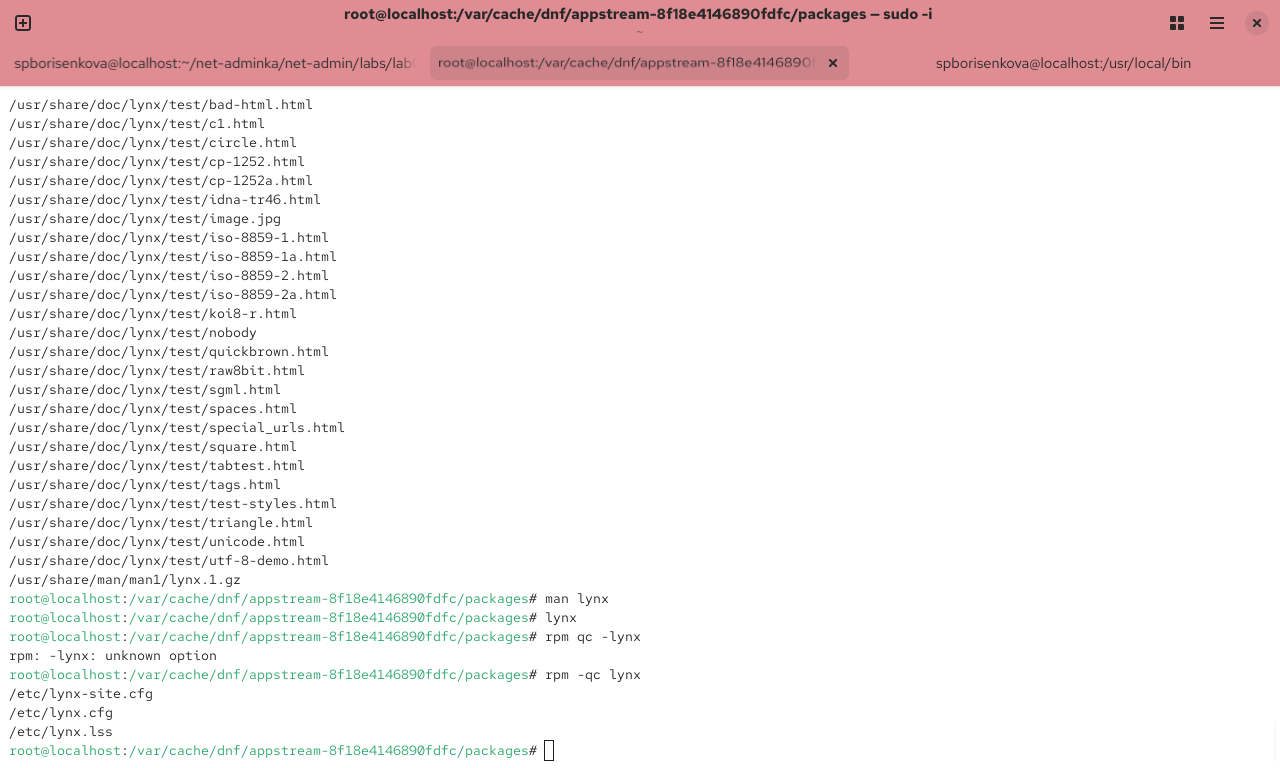 root@localhost:/var/cache/dnf/appstream-8f18e4146890fdfc/packages — sudo -i
~
spborisenkova@localhost:~/net-adminka/net-admin/labs/lab
root@localhost:/var/cache/dnf/appstream-8f18e4146890f
spborisenkova@localhost:/usr/local/bin
/usr/share/doc/lynx/test/bad-html.html
/usr/share/doc/lynx/test/c1.html
/usr/share/doc/lynx/test/circle.html
/usr/share/doc/lynx/test/cp-1252.html
/usr/share/doc/lynx/test/cp-1252a.html
/usr/share/doc/lynx/test/idna-tr46.html
/usr/share/doc/lynx/test/image.jpg
/usr/share/doc/lynx/test/iso-8859-1.html
/usr/share/doc/lynx/test/iso-8859-1a.html
/usr/share/doc/lynx/test/iso-8859-2.html
/usr/share/doc/lynx/test/iso-8859-2a.html
/usr/share/doc/lynx/test/koi8-r.html
/usr/share/doc/lynx/test/nobody
/usr/share/doc/lynx/test/quickbrown.html
/usr/share/doc/lynx/test/raw8bit.html
/usr/share/doc/lynx/test/sgml.html
/usr/share/doc/lynx/test/spaces.html
/usr/share/doc/lynx/test/special_urls.html
/usr/share/doc/lynx/test/square.html
/usr/share/doc/lynx/test/tabtest.html
/usr/share/doc/lynx/test/tags.html
/usr/share/doc/lynx/test/test-styles.html
/usr/share/doc/lynx/test/triangle.html
/usr/share/doc/lynx/test/unicode.html
/usr/share/doc/lynx/test/utf-8-demo.html
/usr/share/man/man1/lynx.1.gz
root@localhost:/var/cache/dnf/appstream-8f18e4146890fdfc/packages# man lynx
root@localhost:/var/cache/dnf/appstream-8f18e4146890fdfc/packages# lynx
root@localhost:/var/cache/dnf/appstream-8f18e4146890fdfc/packages# rpm qc -lynx
rpm: -lynx: unknown option
root@localhost:/var/cache/dnf/appstream-8f18e4146890fdfc/packages# rpm -qc lynx
/etc/lynx-site.cfg
/etc/lynx.cfg
/etc/lynx.lss
root@localhost:/var/cache/dnf/appstream-8f18e4146890fdfc/packages#